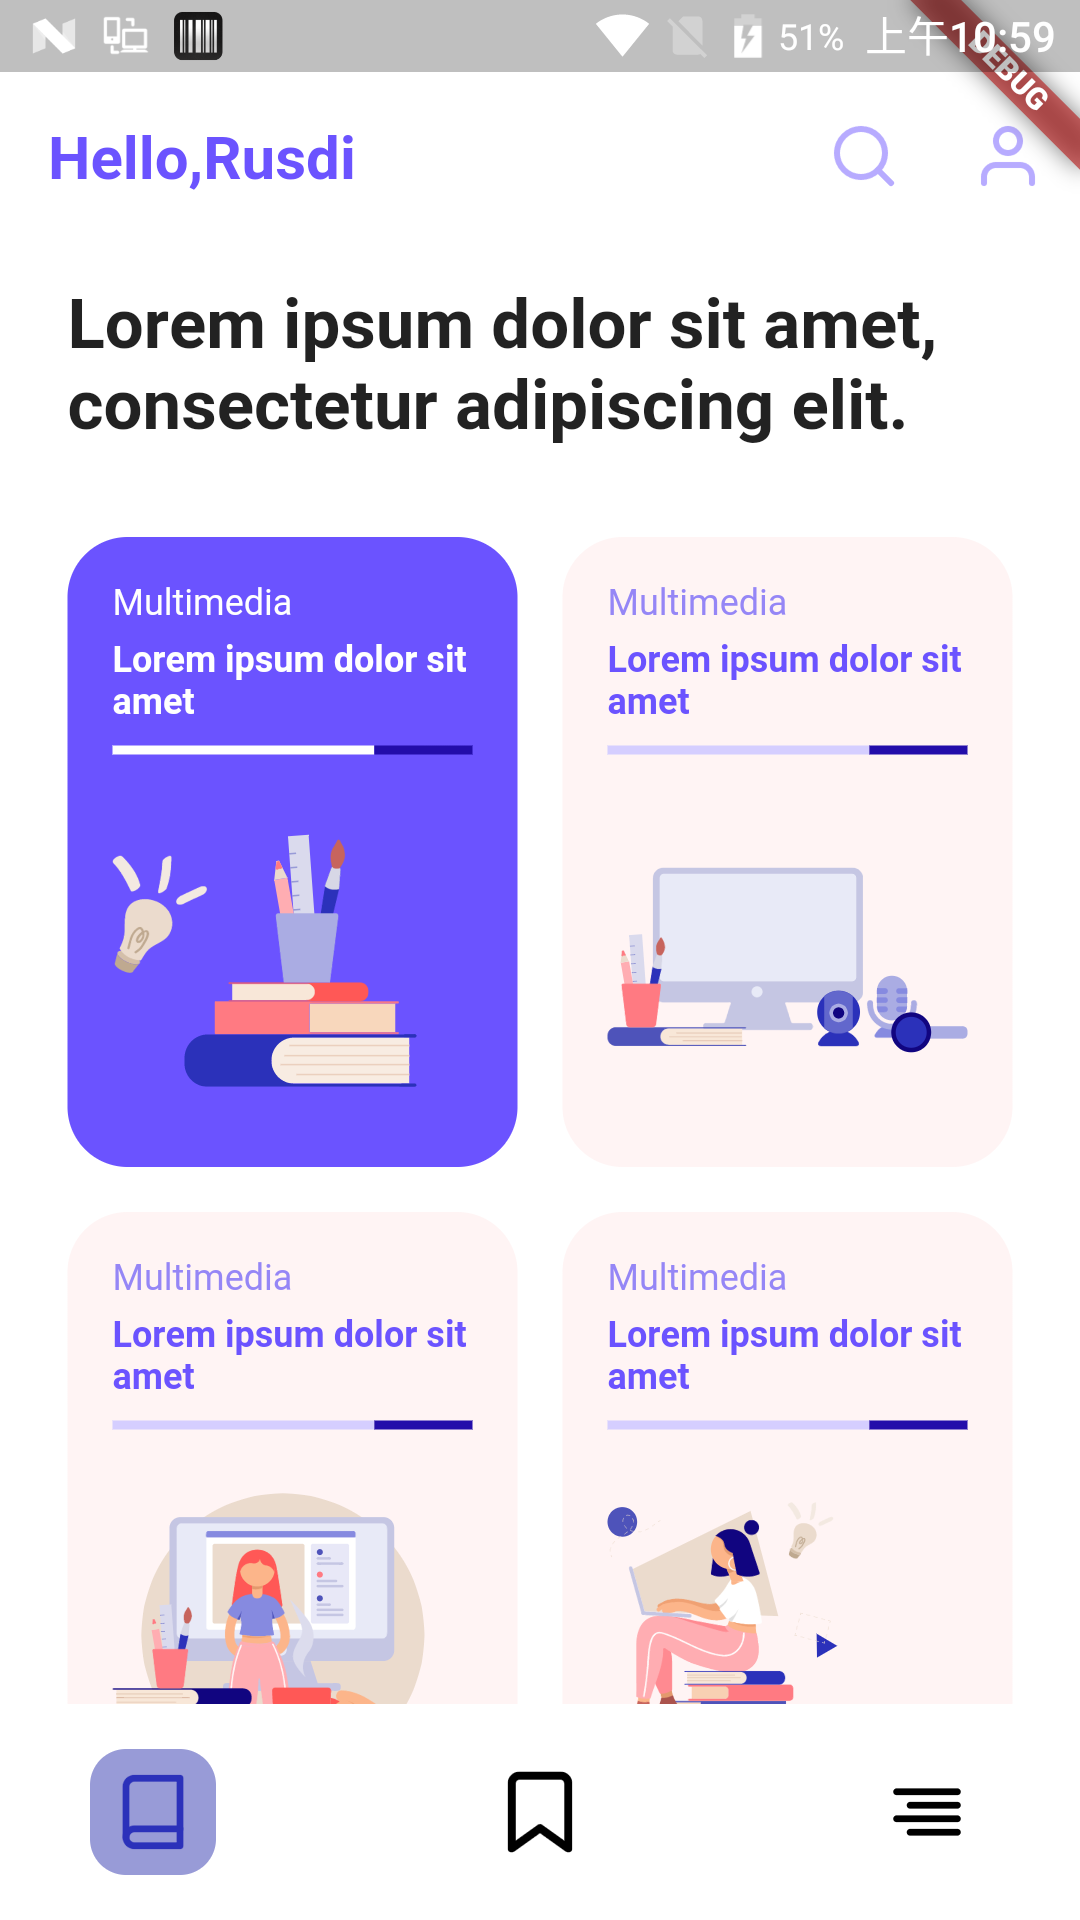 51% 上午10:59
DEBUG
Hello,Rusdi
Lorem ipsum dolor sit amet,
consectetur adipiscing elit.
Multimedia
Lorem ipsum dolor sit
amet
Multimedia
Lorem ipsum dolor sit
amet
Multimedia
Lorem ipsum dolor sit
amet
Multimedia
Lorem ipsum dolor sit
amet